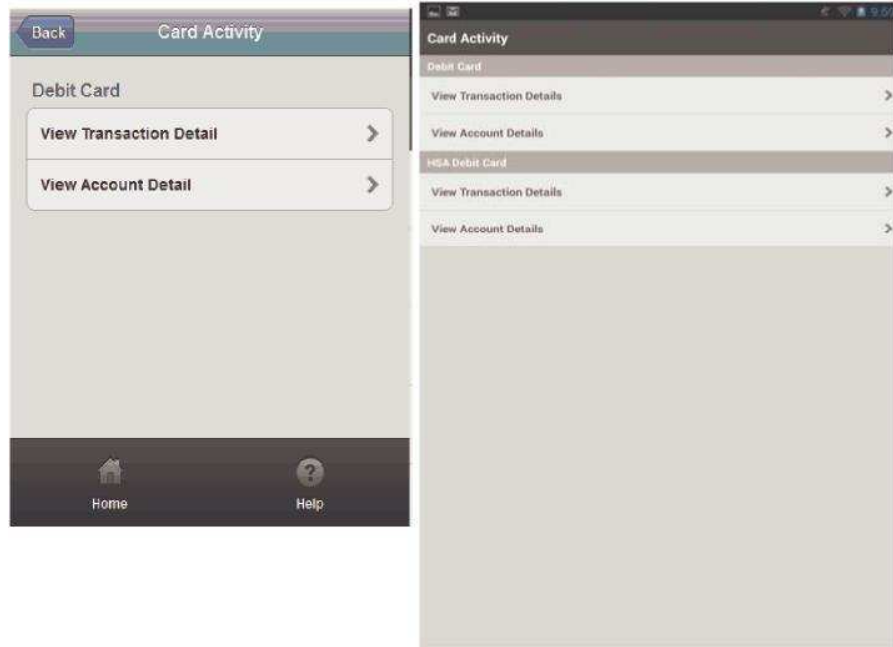 Back
Card Activity
Debit Card
View Transaction Detail
View Account Detail
Home
Help
Card Activity
Debit Card
View Transaction Details
View Account Details
HSA Debit Card
View Transaction Details
View Account Details